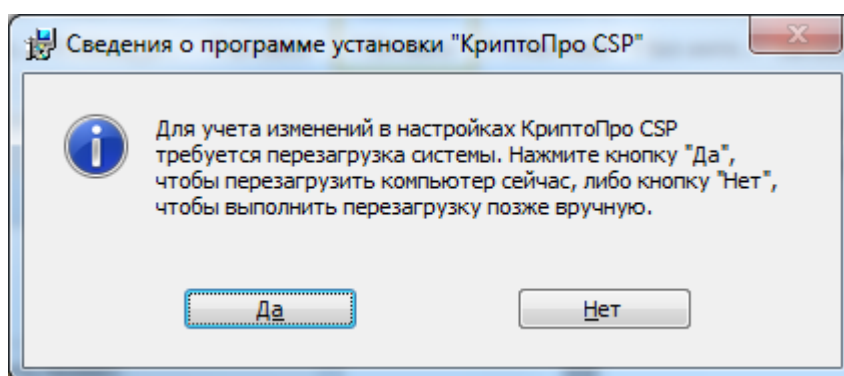 Сведения о программе установки "КриптоПро CSP"
Для учета изменений в настройках КриптоПро CSP
требуется перезагрузка системы. Нажмите кнопку "Да",
чтобы перезагрузить компьютер сейчас, либо кнопку "Нет",
чтобы выполнить перезагрузку позже вручную.
Да
Нет